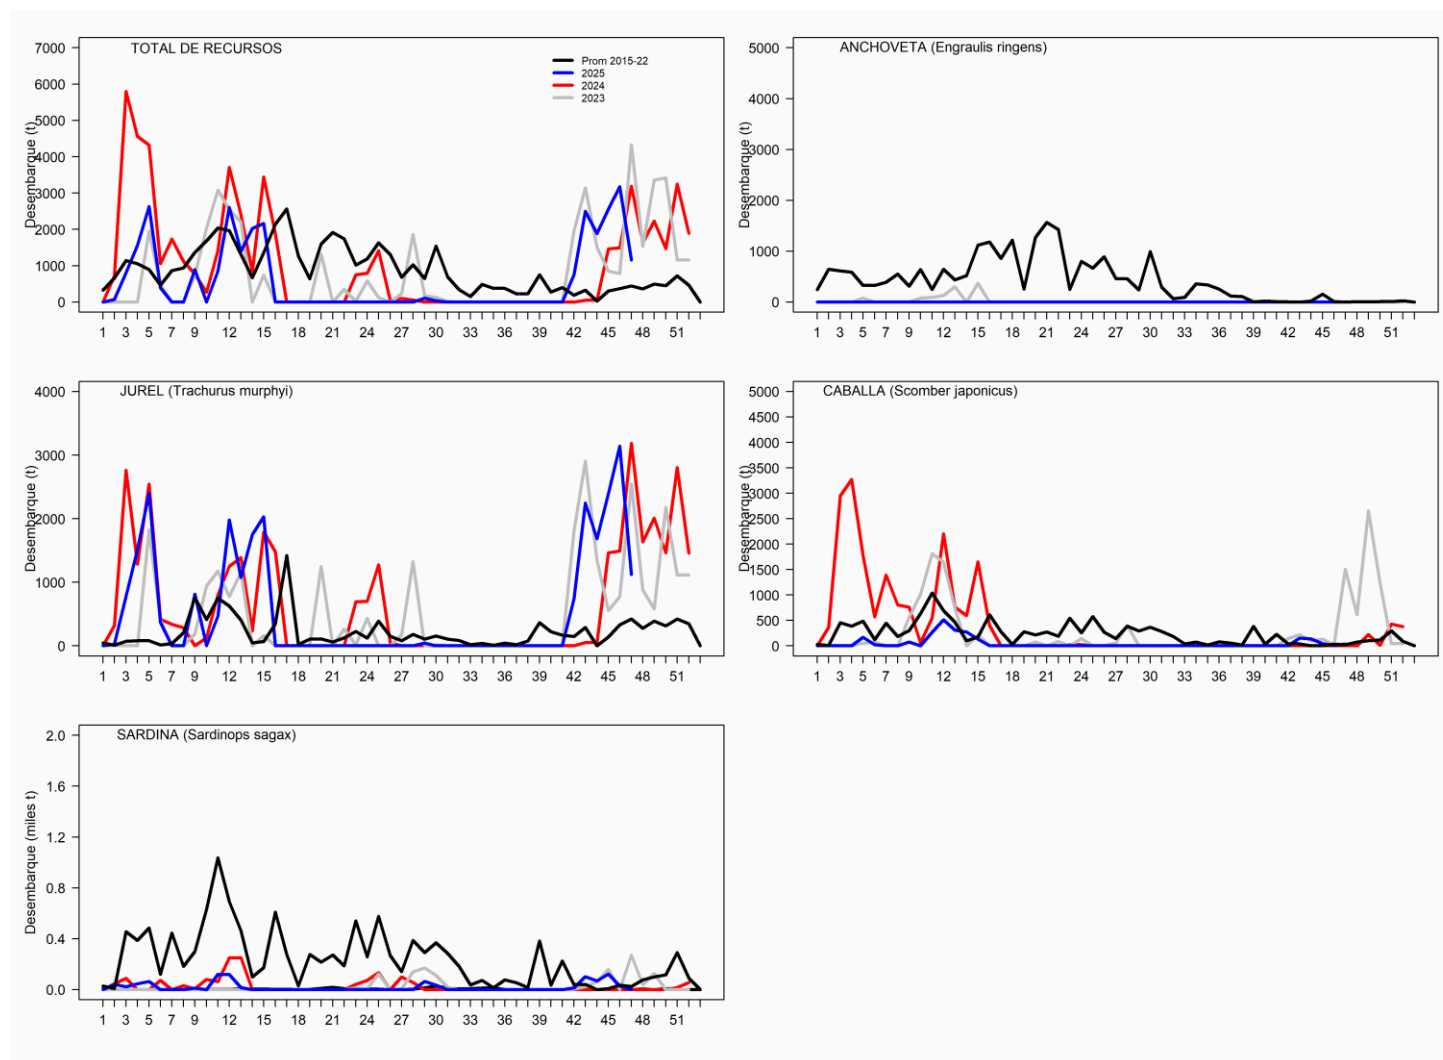 TOTAL DE RECURSOS
Prom 2015-22
2025
2024
2023
Desembarque (t)
7000
6000
5000
4000
3000
2000
1000
0
1 3 5 7 9 12 15 18 21 24 27 30 33 36 39 42 45 48 51
ANCHOVETA (Engraulis ringens)
Desembarque (t)
5000
4000
3000
2000
1000
0
1 3 5 7 9 12 15 18 21 24 27 30 33 36 39 42 45 48 51
JUREL (Trachurus murphyi)
Desembarque (t)
4000
3000
2000
1000
0
1 3 5 7 9 12 15 18 21 24 27 30 33 36 39 42 45 48 51
CABALLA (Scomber japonicus)
Desembarque (t)
5000
4500
4000
3500
3000
2500
2000
1500
1000
500
0
1 3 5 7 9 12 15 18 21 24 27 30 33 36 39 42 45 48 51
SARDINA (Sardinops sagax)
Desembarque (miles t)
2.0
1.6
1.2
0.8
0.4
0.0
1 3 5 7 9 12 15 18 21 24 27 30 33 36 39 42 45 48 51